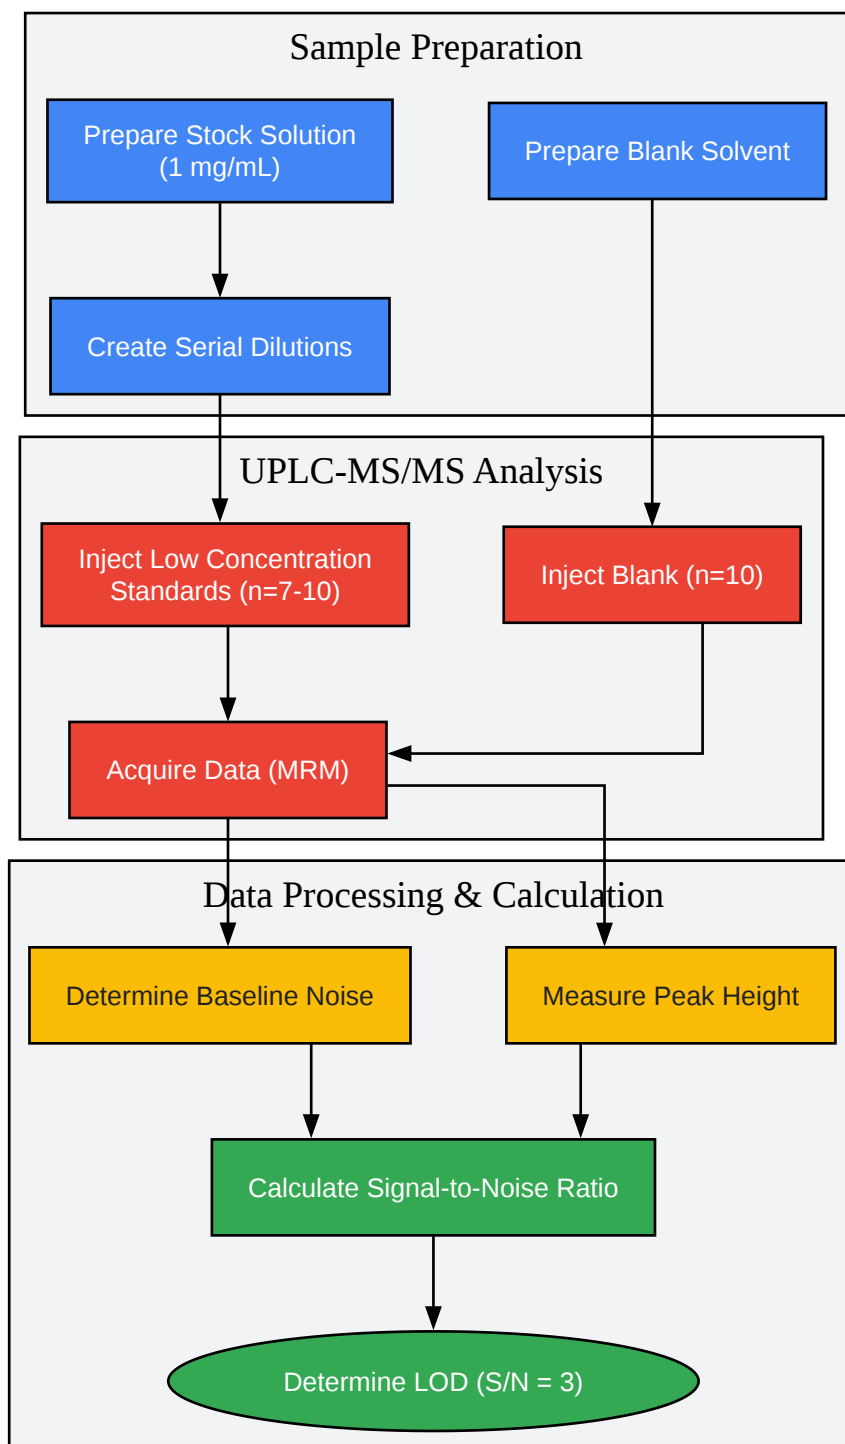 Sample Preparation
Prepare Stock Solution
(1 mg/mL)
Prepare Blank Solvent
Create Serial Dilutions
UPLC-MS/MS Analysis
Inject Low Concentration
Standards (n=7-10)
Inject Blank (n=10)
Acquire Data (MRM)
Data Processing & Calculation
Determine Baseline Noise
Measure Peak Height
Calculate Signal-to-Noise Ratio
Determine LOD (S/N = 3)